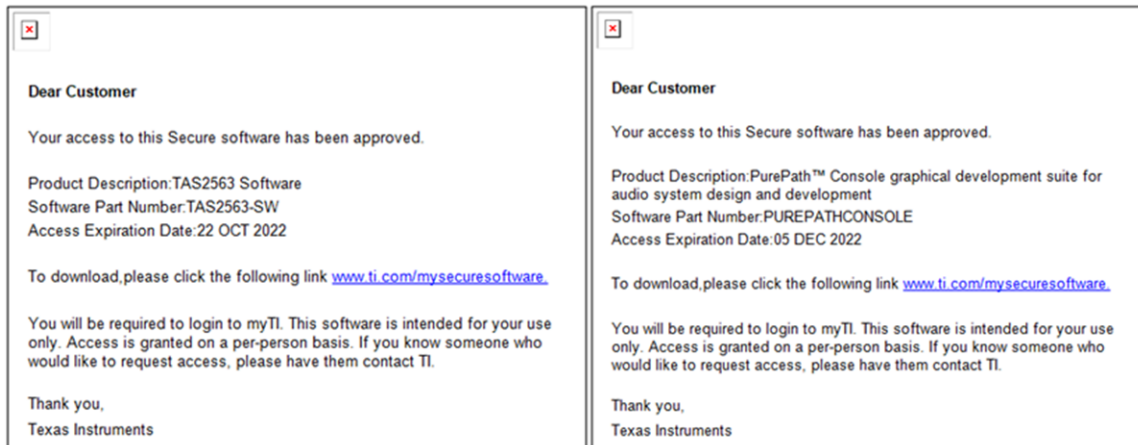 Dear Customer
Your access to this Secure software has been approved.
Product Description:TAS2563 Software
Software Part Number:TAS2563-SW
Access Expiration Date:22 OCT 2022
To download,please click the following link www.ti.com/mysecuresoftware.
You will be required to login to myTI. This software is intended for your use
only. Access is granted on a per-person basis. If you know someone who
would like to request access, please have them contact TI.
Thank you,
Texas Instruments
Dear Customer
Your access to this Secure software has been approved.
Product Description:PurePath™ Console graphical development suite for
audio system design and development
Software Part Number:PUREPATHCONSOLE
Access Expiration Date:05 DEC 2022
To download,please click the following link www.ti.com/mysecuresoftware.
You will be required to login to myTI. This software is intended for your use
only. Access is granted on a per-person basis. If you know someone who
would like to request access, please have them contact TI.
Thank you,
Texas Instruments